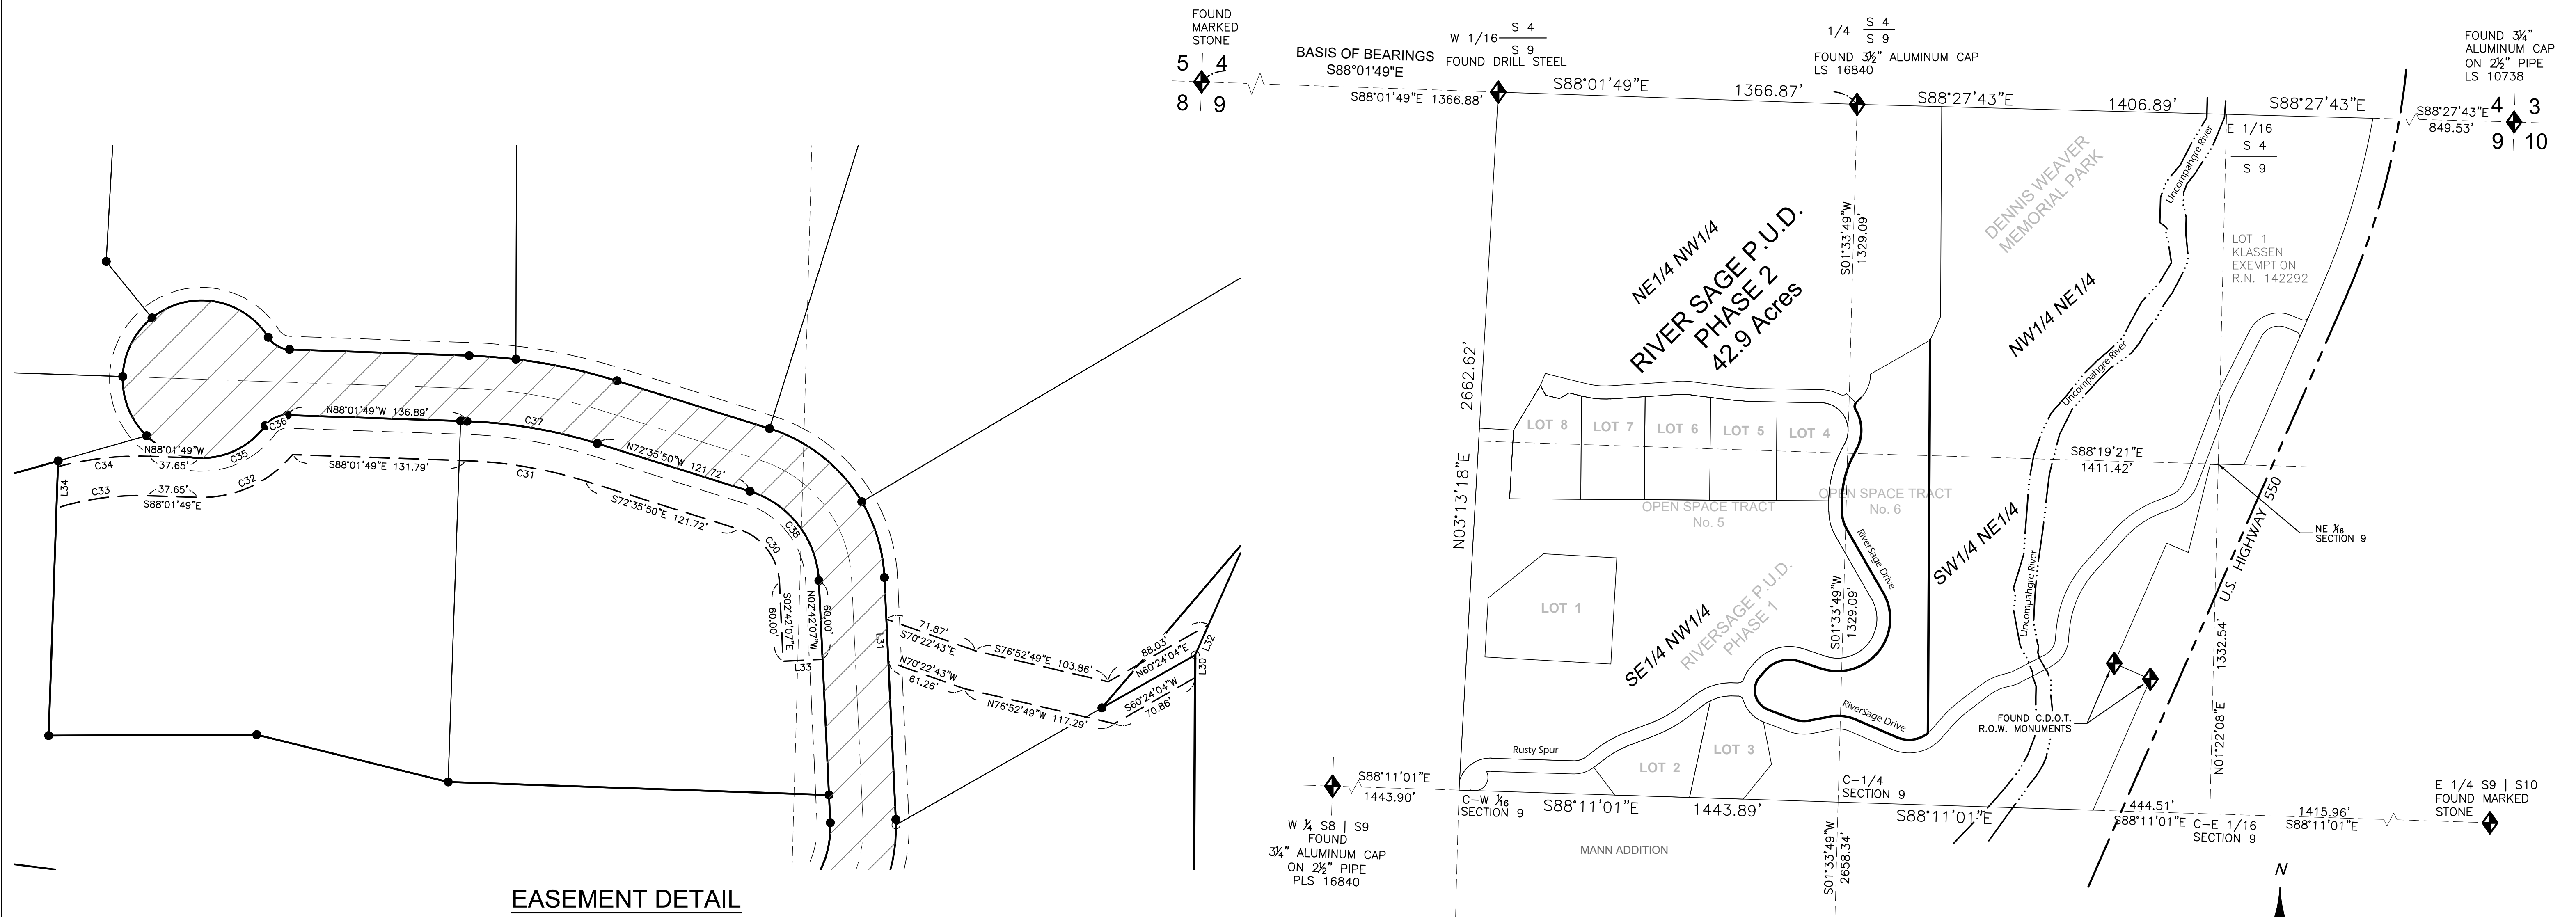 FOUND
MARKED
STONE
5 4
8 9
BASIS OF BEARINGS
S88°01'49"E
S88°01'49"E 1366.88'
W 1/16
S 4
S 9
FOUND DRILL STEEL
S88°01'49"E
1366.87'
1/4
S 4
S 9
FOUND 3½" ALUMINUM CAP
LS 16840
S88°27'43"E
1406.89'
S88°27'43"E
S88°27'43"E
849.53'
FOUND 3¼"
ALUMINUM CAP
ON 2½" PIPE
LS 10738
4 3
9 10
E 1/16
S 4
S 9
Uncompahgre River
DENNIS WEAVER
MEMORIAL PARK
LOT 1
KLASSEN
EXEMPTION
R.N. 142292
NE1/4 NW1/4
RIVER SAGE P.U.D.
PHASE 2
42.9 Acres
S01°33'49"W
1329.09'
NW1/4 NE1/4
Uncompahgre River
N03°13'18"E
2662.62'
LOT 8
LOT 7
LOT 6
LOT 5
LOT 4
S88°19'21"E
1411.42'
OPEN SPACE TRACT
No. 5
OPEN SPACE TRACT
No. 6
U.S. HIGHWAY 550
NE 1⁄16
SECTION 9
RiverSage Drive
SW1/4 NE1/4
Uncompahgre River
LOT 1
SE1/4 NW1/4
RIVERSAGE P.U.D.
PHASE 1
S01°33'49"W
1329.09'
N01°22'08"E
1332.54'
RiverSage Drive
FOUND C.D.O.T.
R.O.W. MONUMENTS
Rusty Spur
LOT 2
LOT 3
S88°11'01"E
1443.90'
C-W 1⁄16
SECTION 9
S88°11'01"E
1443.89'
C-1/4
SECTION 9
S88°11'01"E
444.51'
S88°11'01"E
C-E 1/16
SECTION 9
1415.96'
S88°11'01"E
E 1/4 S9 | S10
FOUND MARKED
STONE
W ¼ S8 | S9
FOUND
3¼" ALUMINUM CAP
ON 2½" PIPE
PLS 16840
MANN ADDITION
S01°33'49"W
2658.34'
N
N88°01'49"W 136.89'
C36
C37
N72°35'50"W 121.72'
N88°01'49"W
37.65'
C34
C35
L34
C33
37.65'
S88°01'49"E
C32
S88°01'49"E 131.79'
C31
S72°35'50"E 121.72'
C30
C38
S02°42'07"E
60.00'
N02°42'07"W
60.00'
L33
L31
71.87'
S70°22'43"E
S76°52'49"E 103.86'
88.03'
N60°24'04"E
L32
L30
N70°22'43"W
61.26'
N76°52'49"W 117.29'
S60°24'04"W
70.86'
EASEMENT DETAIL